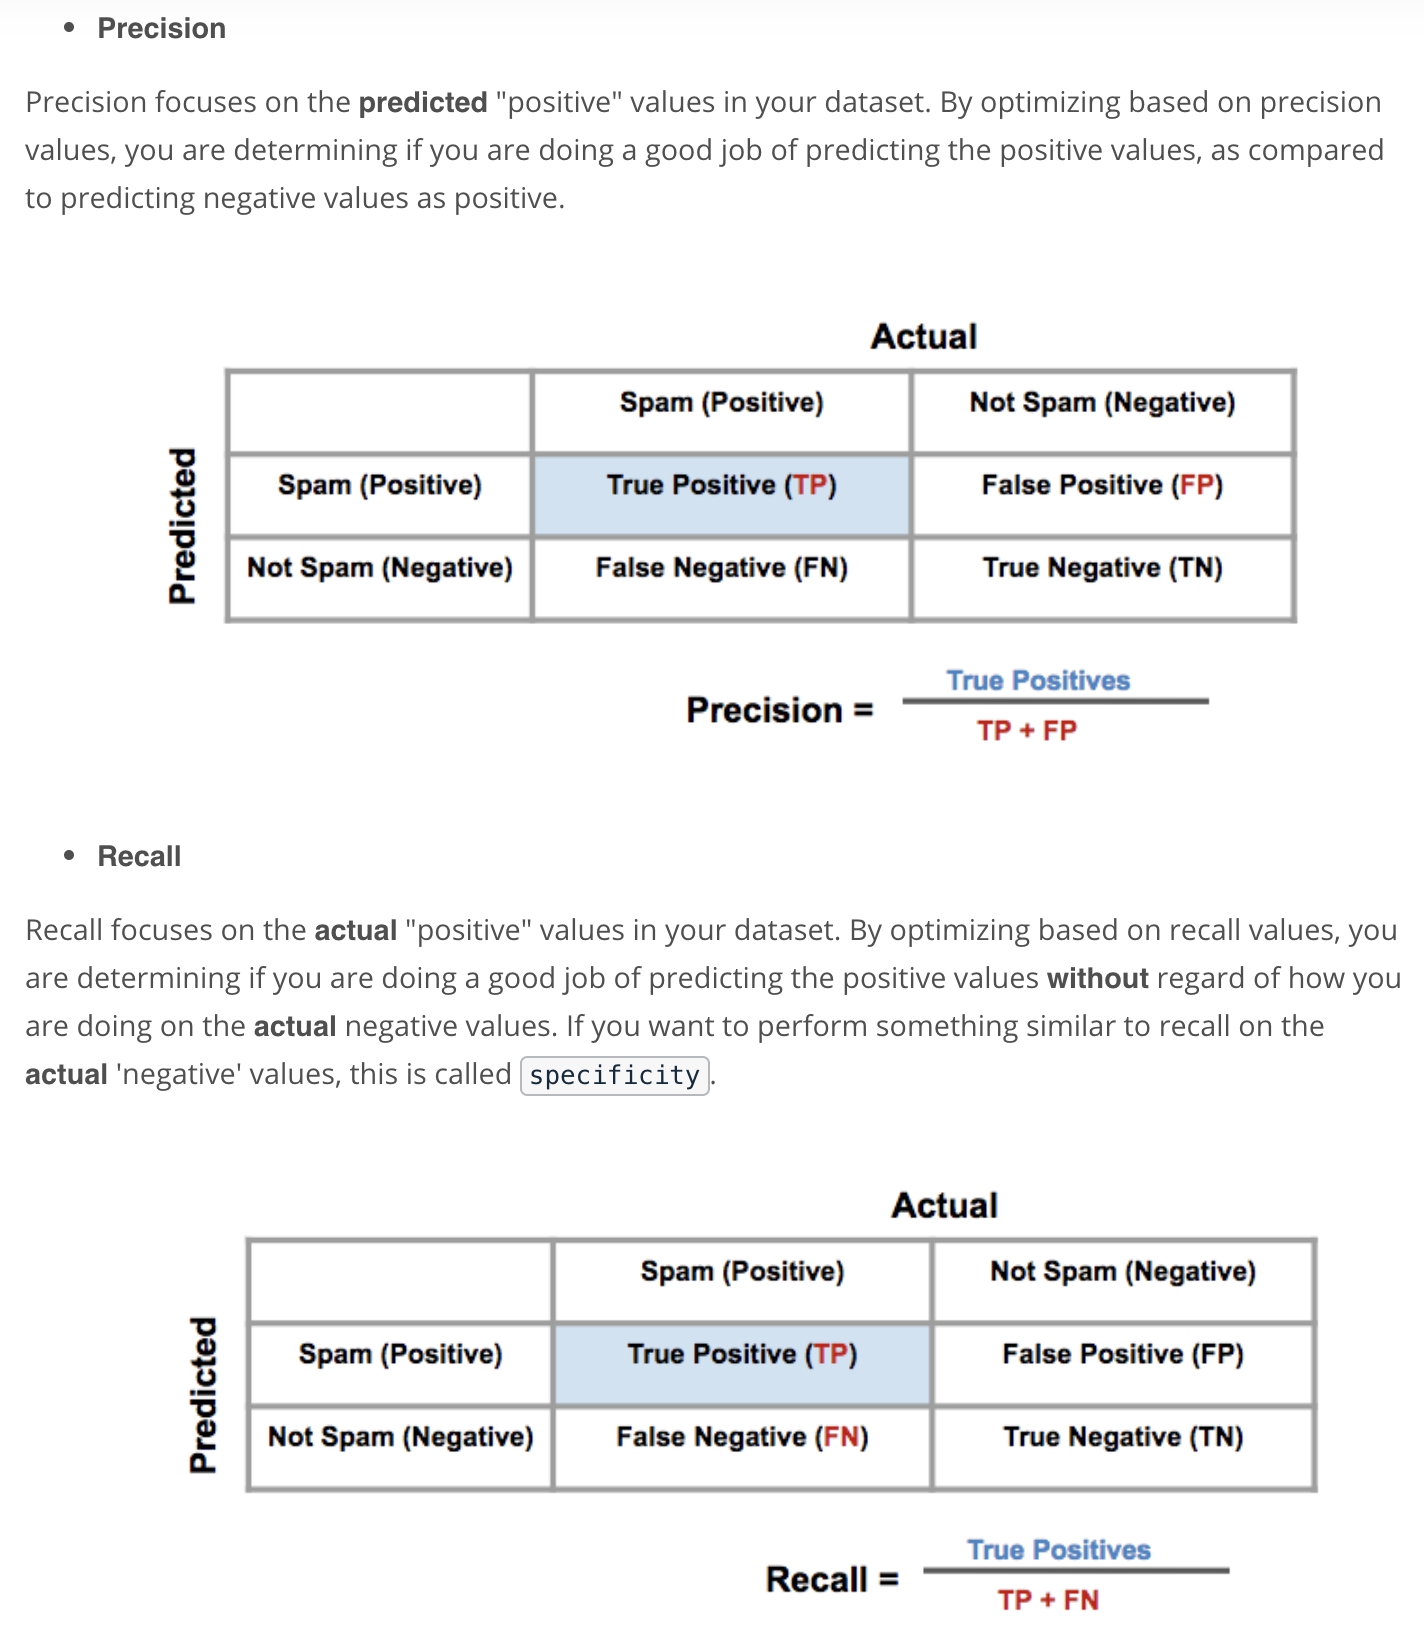 • Precision
Precision focuses on the predicted "positive" values in your dataset. By optimizing based on precision
values, you are determining if you are doing a good job of predicting the positive values, as compared
to predicting negative values as positive.
Actual
Predicted
Spam (Positive) Not Spam (Negative)
Spam (Positive) True Positive (TP) False Positive (FP)
Not Spam (Negative) False Negative (FN) True Negative (TN)
True Positives
Precision =
TP + FP
• Recall
Recall focuses on the actual "positive" values in your dataset. By optimizing based on recall values, you
are determining if you are doing a good job of predicting the positive values without regard of how you
are doing on the actual negative values. If you want to perform something similar to recall on the
actual 'negative' values, this is called specificity.
Actual
Predicted
Spam (Positive) Not Spam (Negative)
Spam (Positive) True Positive (TP) False Positive (FP)
Not Spam (Negative) False Negative (FN) True Negative (TN)
True Positives
Recall =
TP + FN